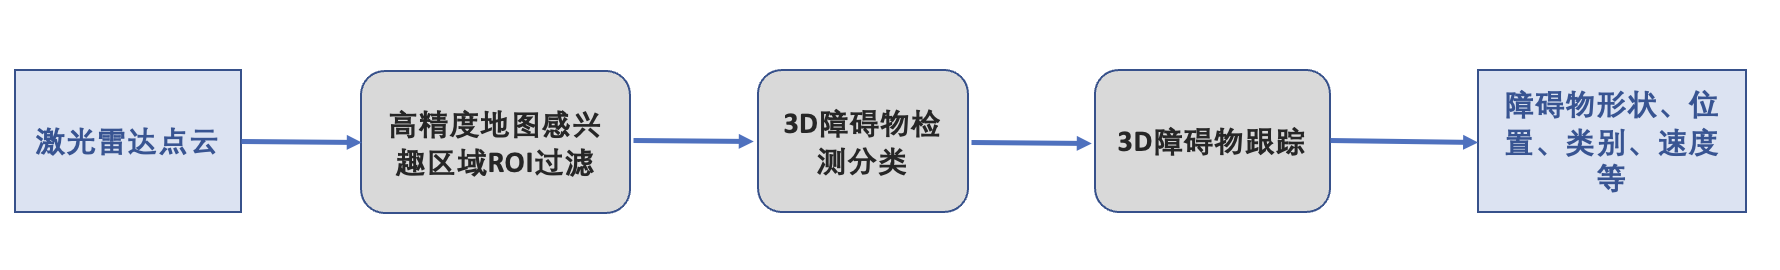 激光雷达点云
高精度地图感兴
趣区域ROI过滤
3D障碍物检
测分类
3D障碍物跟踪
障碍物形状、位
置、类别、速度
等